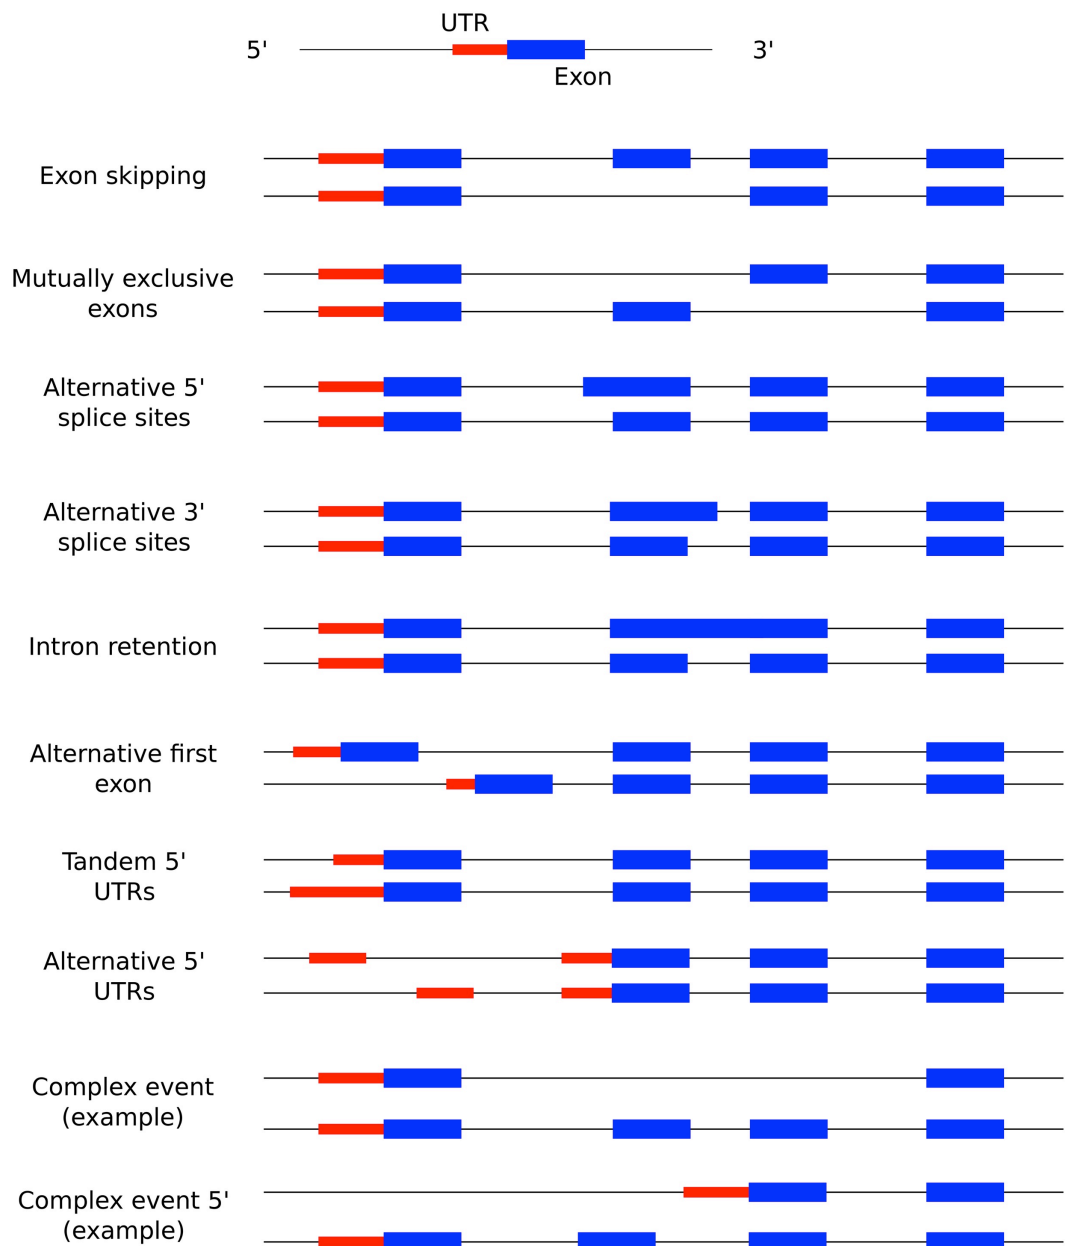 UTR
5' 3'
Exon
Exon skipping
Mutually exclusive
exons
Alternative 5'
splice sites
Alternative 3'
splice sites
Intron retention
Alternative first
exon
Tandem 5'
UTRs
Alternative 5'
UTRs
Complex event
(example)
Complex event 5'
(example)